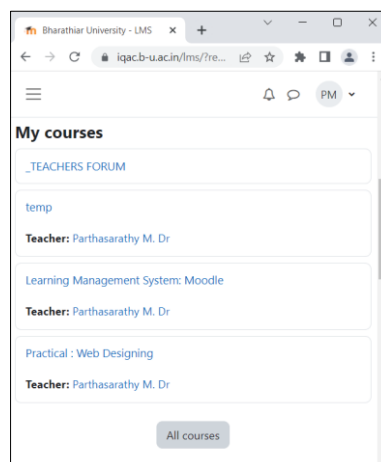 Bharathiar University - LMS
iqac.b-u.ac.in/lms/?re...
PM
My courses
_TEACHERS FORUM
temp
Teacher: Parthasarathy M. Dr
Learning Management System: Moodle
Teacher: Parthasarathy M. Dr
Practical : Web Designing
Teacher: Parthasarathy M. Dr
All courses